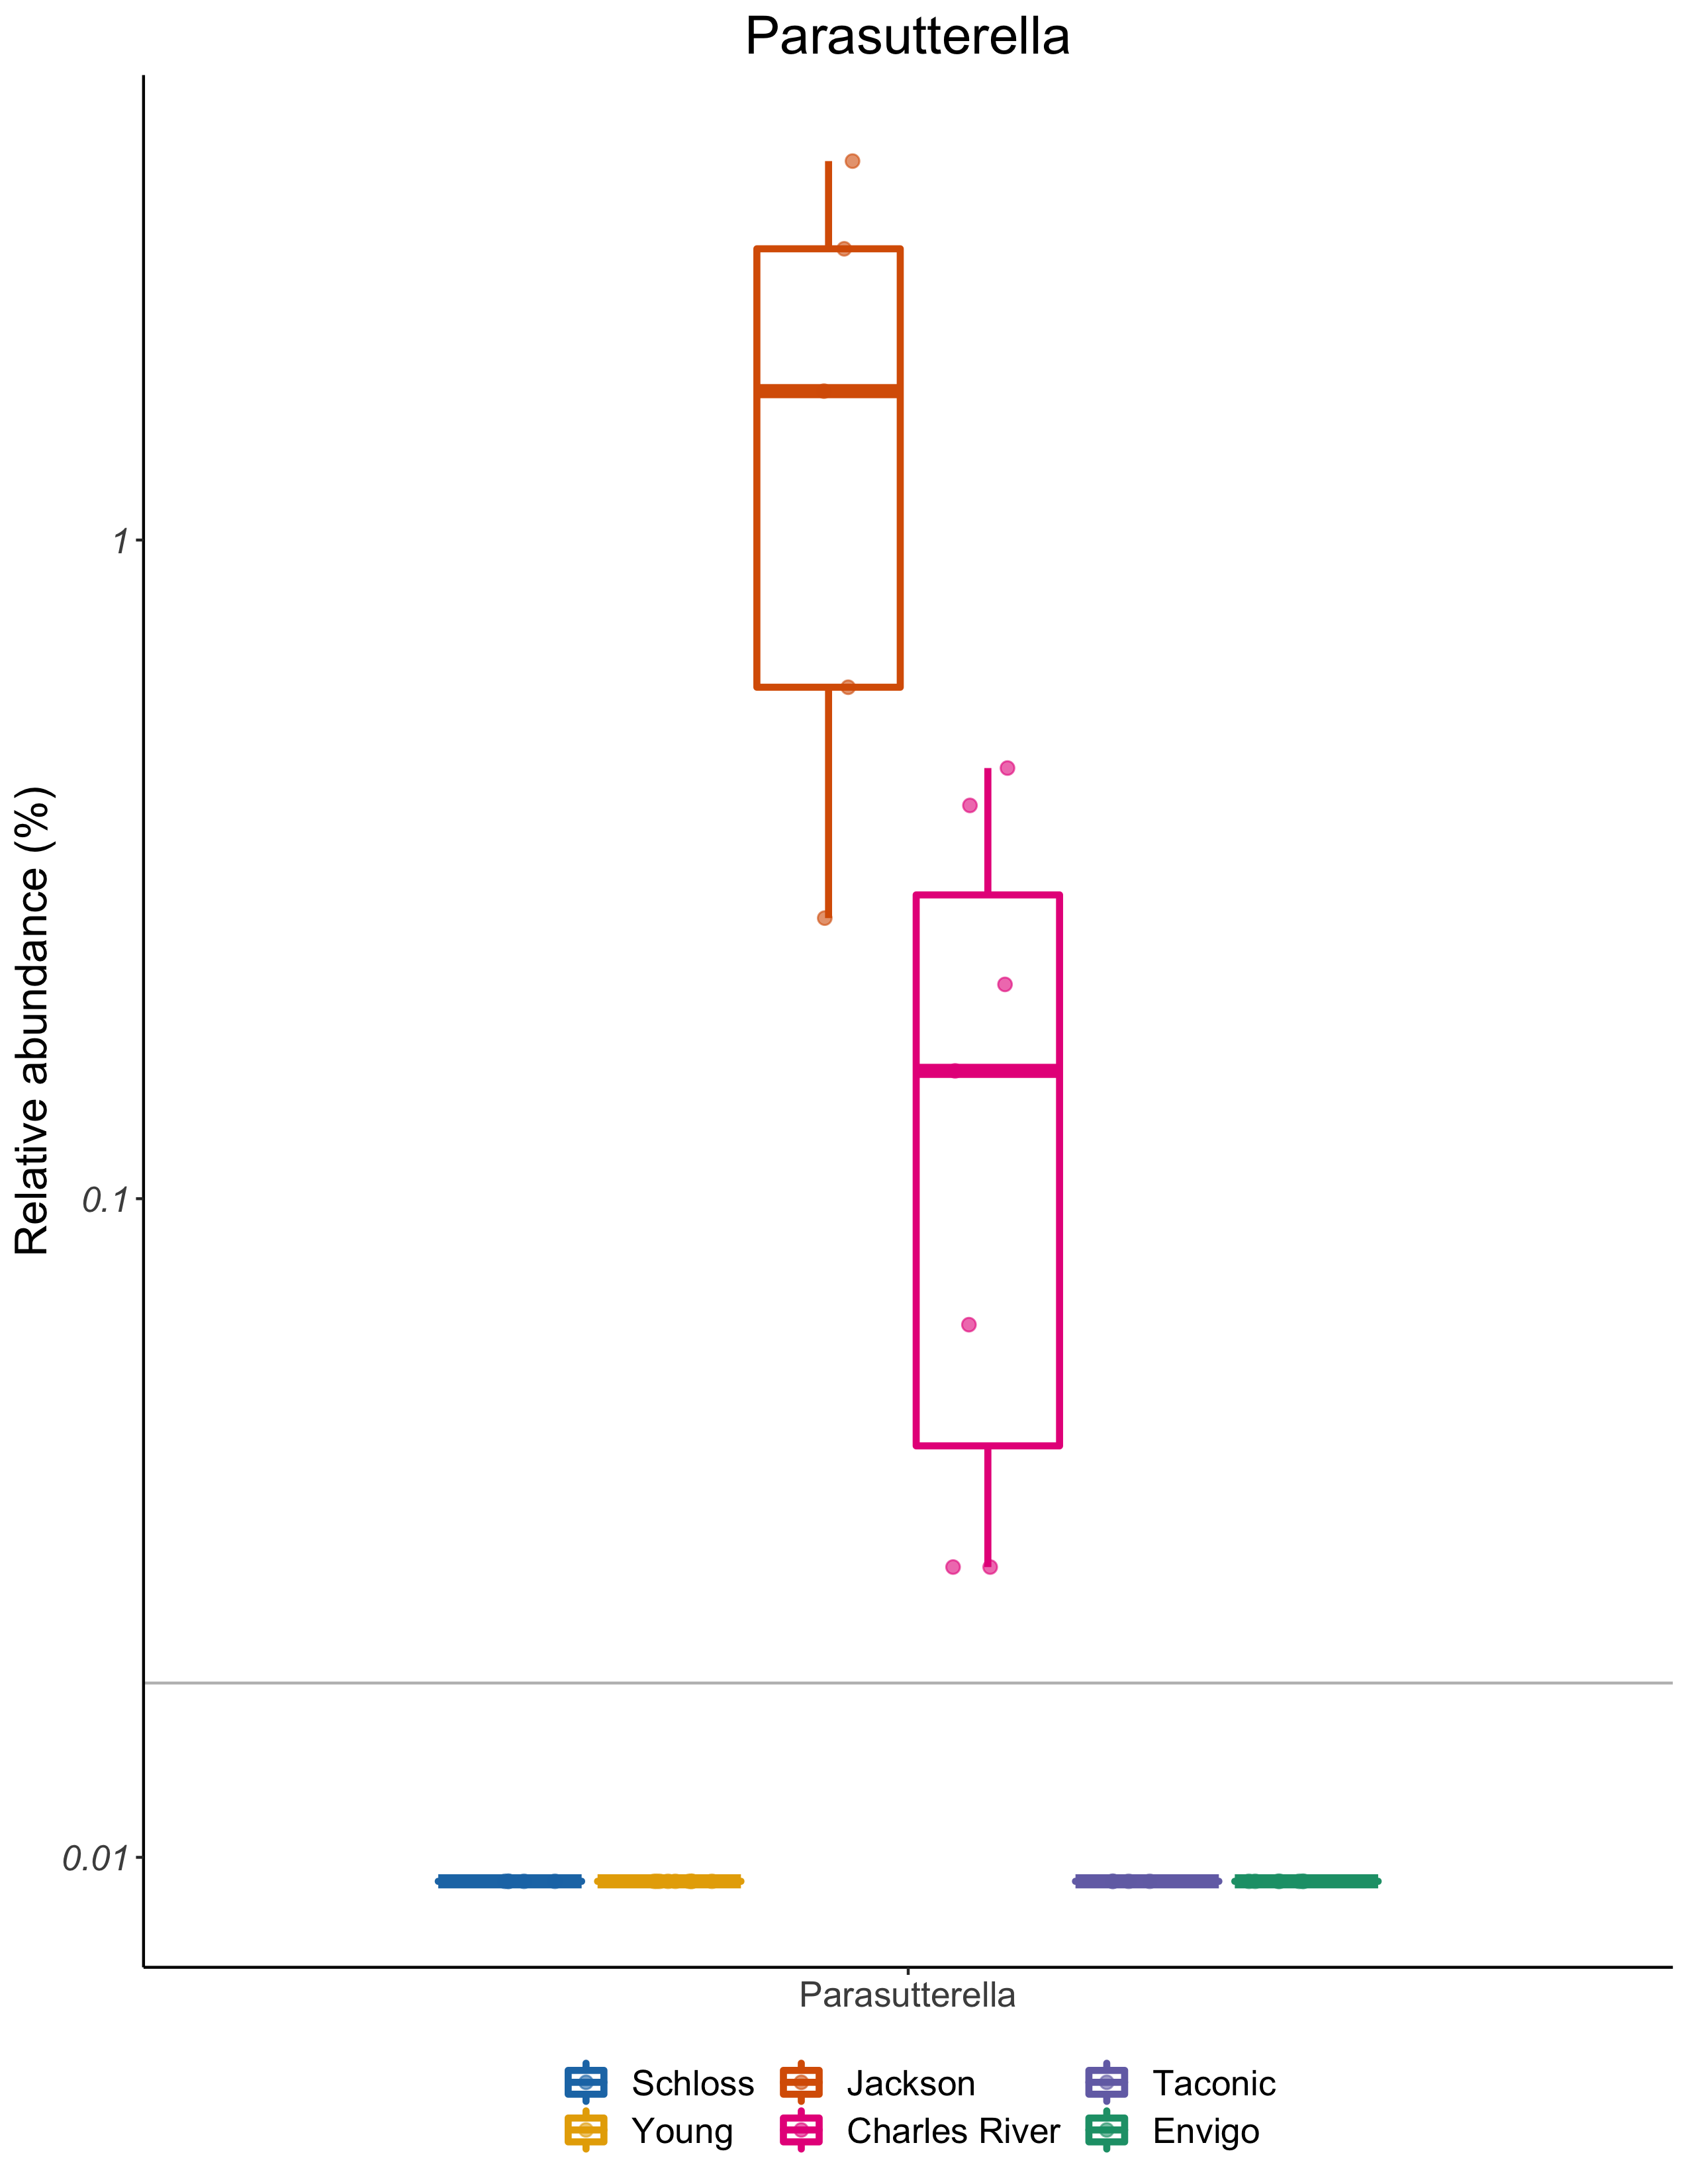 Parasutterella
Relative abundance (%)
1
0.1
0.01
Parasutterella
Schloss
Jackson
Taconic
Young
Charles River
Envigo